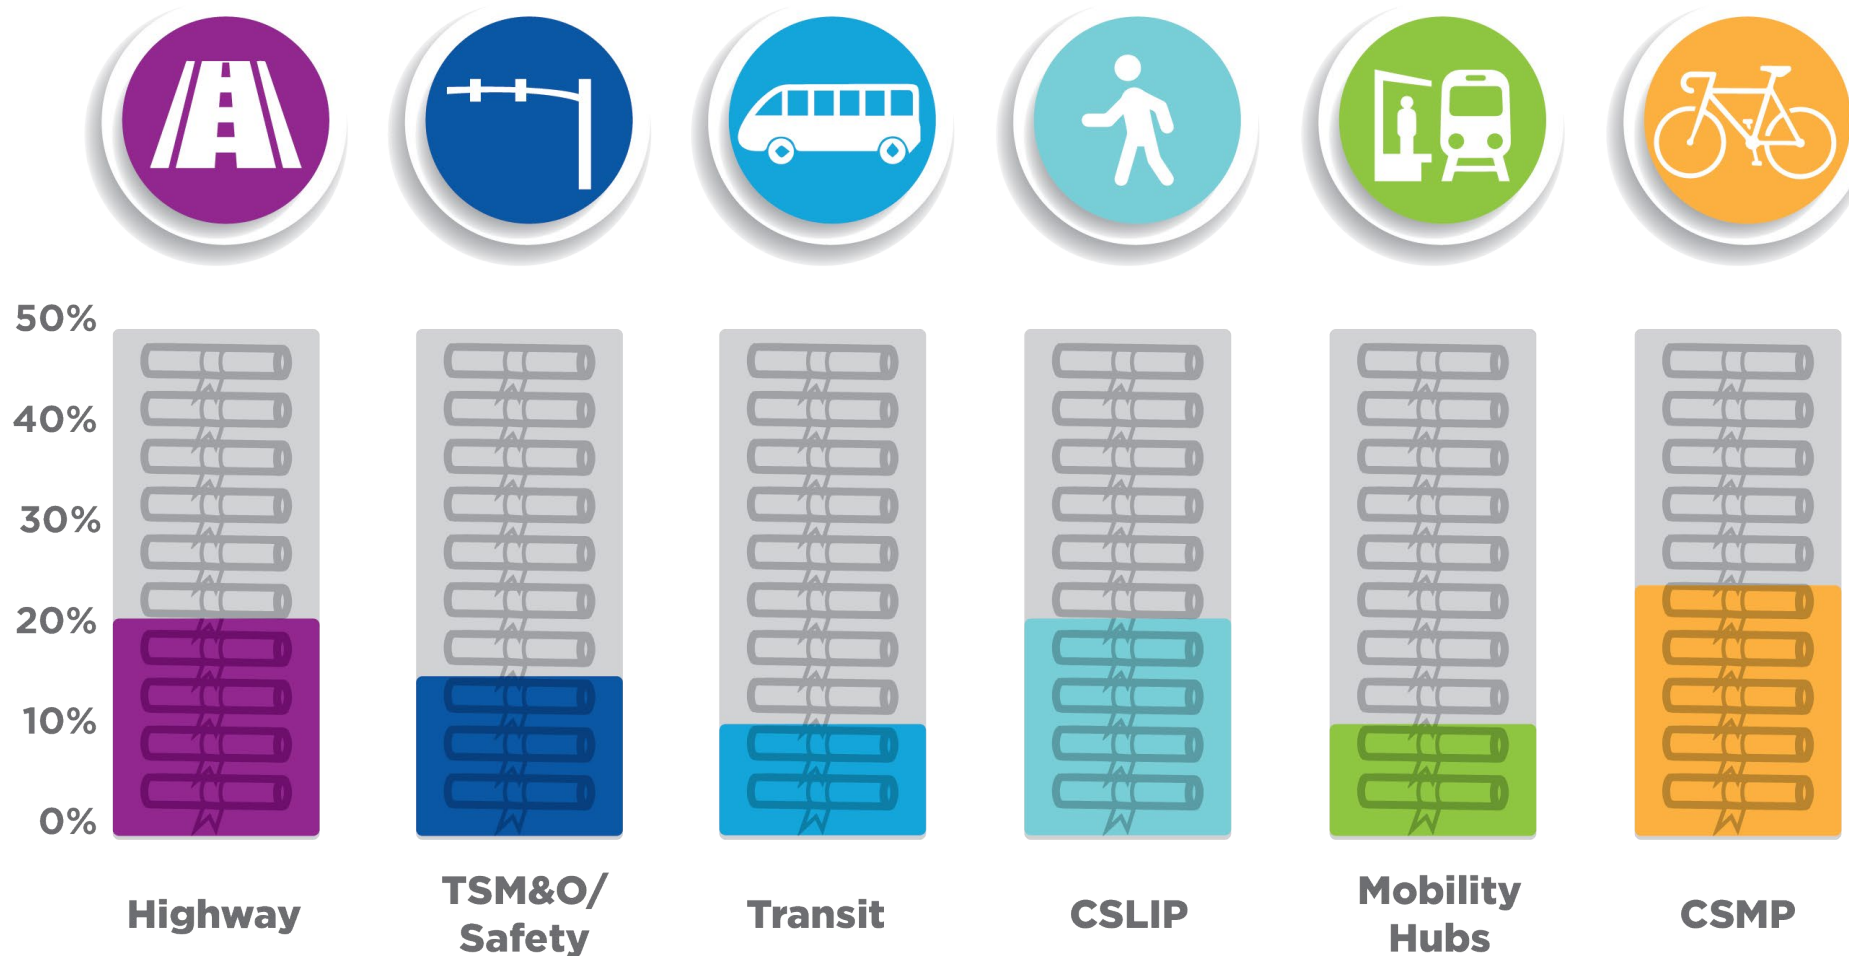 50%
40%
30%
20%
10%
0%
Highway
TSM&O/
Safety
Transit
CSLIP
Mobility
Hubs
CSMP